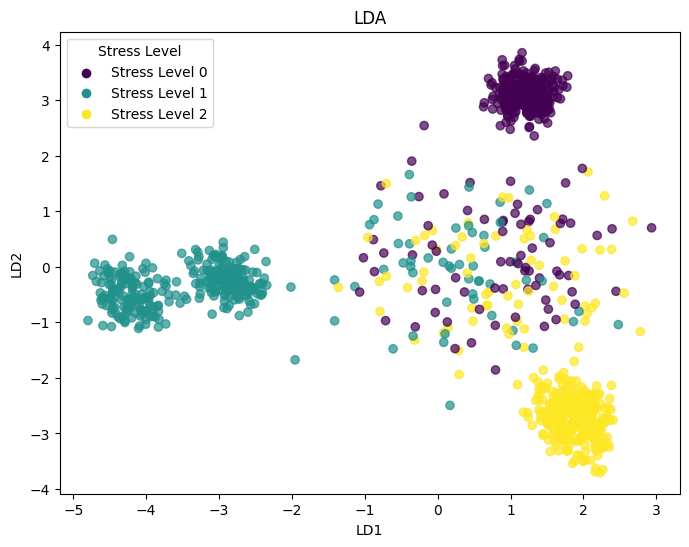 LDA
Stress Level
Stress Level 0
Stress Level 1
Stress Level 2
4
3
2
1
0
−1
−2
−3
−4
LD2
−5 −4 −3 −2 −1 0 1 2 3
LD1